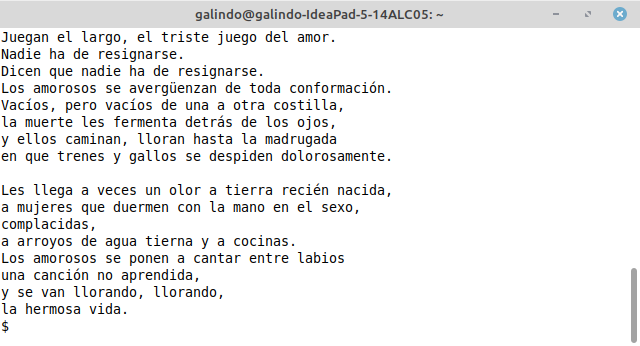 galindo@galindo-IdeaPad-5-14ALC05: ~
Juegan el largo, el triste juego del amor.
Nadie ha de resignarse.
Dicen que nadie ha de resignarse.
Los amorosos se avergüenzan de toda conformación.
Vacíos, pero vacíos de una a otra costilla,
la muerte les fermenta detrás de los ojos,
y ellos caminan, lloran hasta la madrugada
en que trenes y gallos se despiden dolorosamente.

Les llega a veces un olor a tierra recién nacida,
a mujeres que duermen con la mano en el sexo,
complacidas,
a arroyos de agua tierna y a cocinas.
Los amorosos se ponen a cantar entre labios
una canción no aprendida,
y se van llorando, llorando,
la hermosa vida.
$